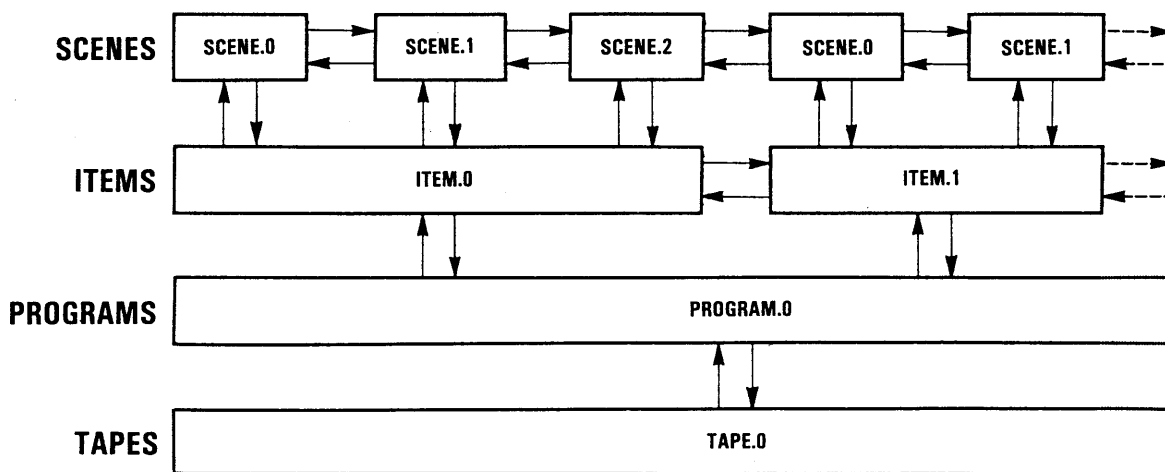 SCENES SCENE.0 SCENE.1 SCENE.2 SCENE.0 SCENE.1
ITEMS ITEM.0 ITEM.1
PROGRAMS PROGRAM.0
TAPES TAPE.0